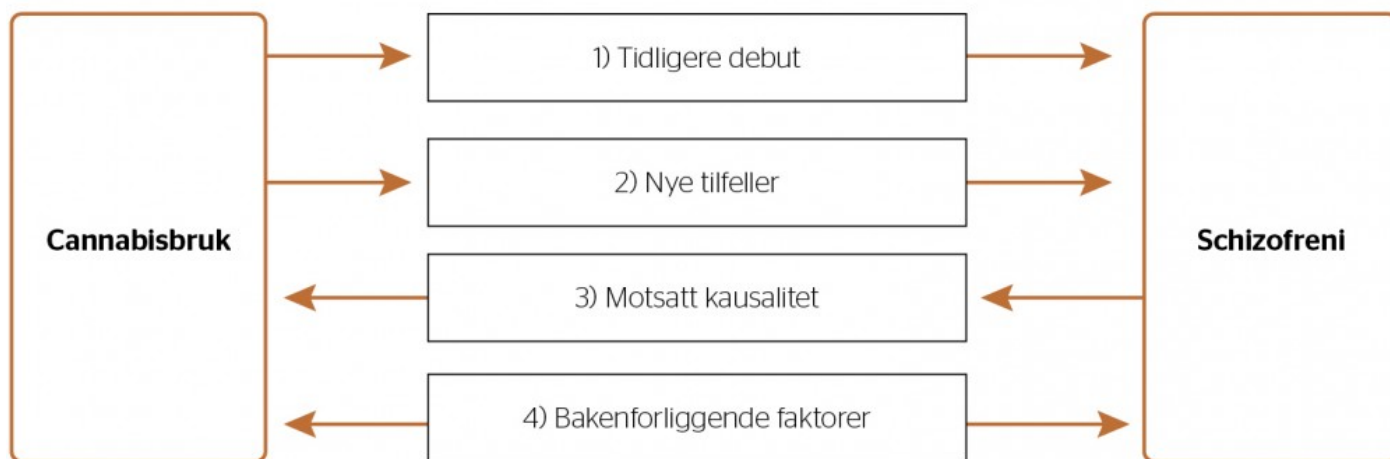 1) Tidligere debut
2) Nye tilfeller
Cannabisbruk
Schizofreni
3) Motsatt kausalitet
4) Bakenforliggende faktorer